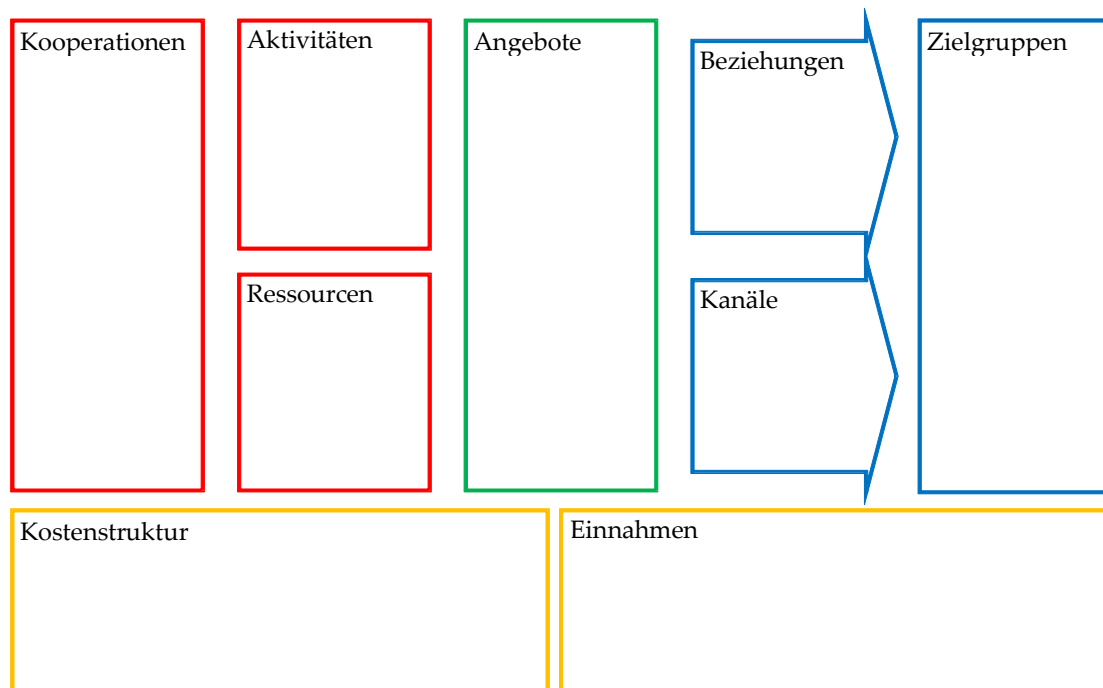 Kooperationen
Aktivitäten
Ressourcen
Angebote
Beziehungen
Kanäle
Zielgruppen
Kostenstruktur
Einnahmen